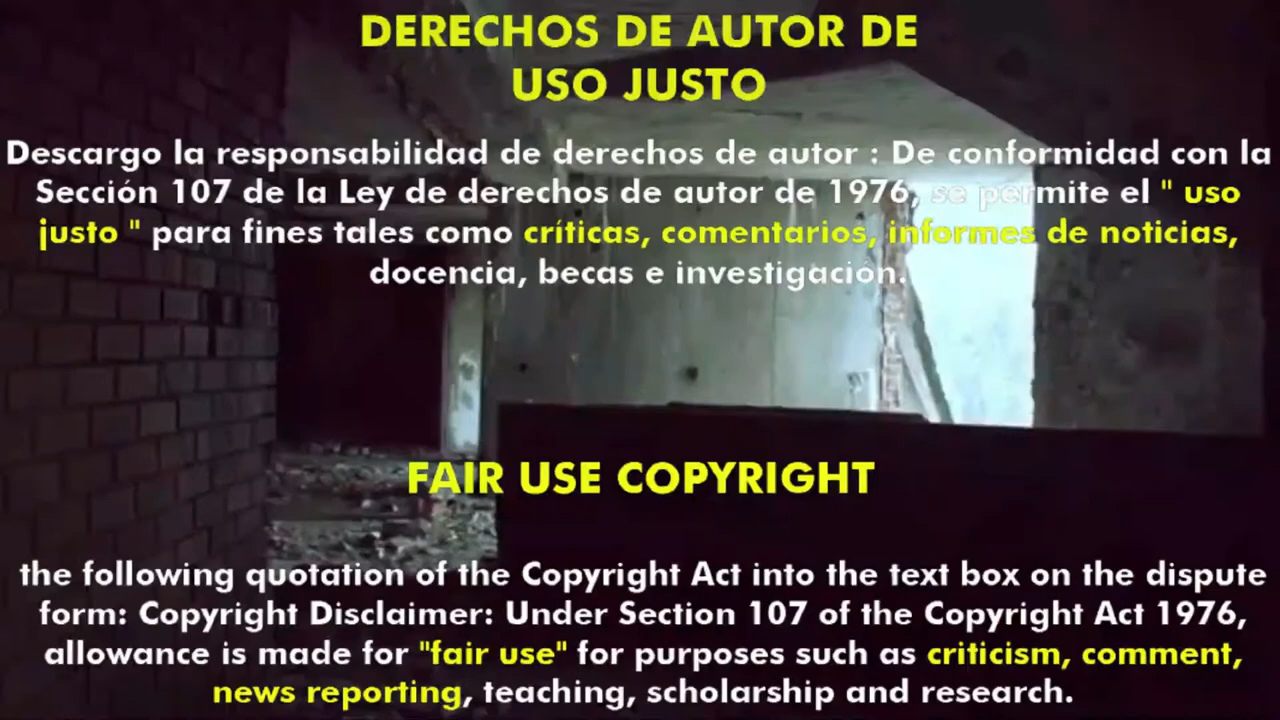 DERECHOS DE AUTOR DE
USO JUSTO
Descargo la responsabilidad de derechos de autor : De conformidad con la
Sección 107 de la Ley de derechos de autor de 1976, se permite el " uso
justo " para fines tales como críticas, comentarios, informes de noticias,
docencia, becas e investigación.
FAIR USE COPYRIGHT
the following quotation of the Copyright Act into the text box on the dispute
form: Copyright Disclaimer: Under Section 107 of the Copyright Act 1976,
allowance is made for "fair use" for purposes such as criticism, comment,
news reporting, teaching, scholarship and research.